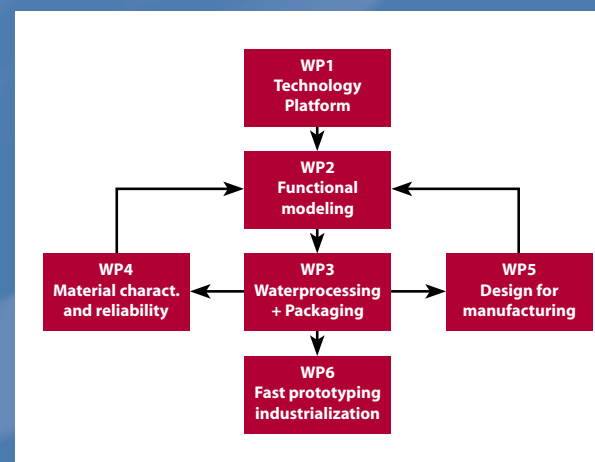 WP1
Technology
Platform
WP2
Functional
modeling
WP4
Material charact.
and reliability
WP3
Waterprocessing
+ Packaging
WP5
Design for
manufacturing
WP6
Fast prototyping
industrialization